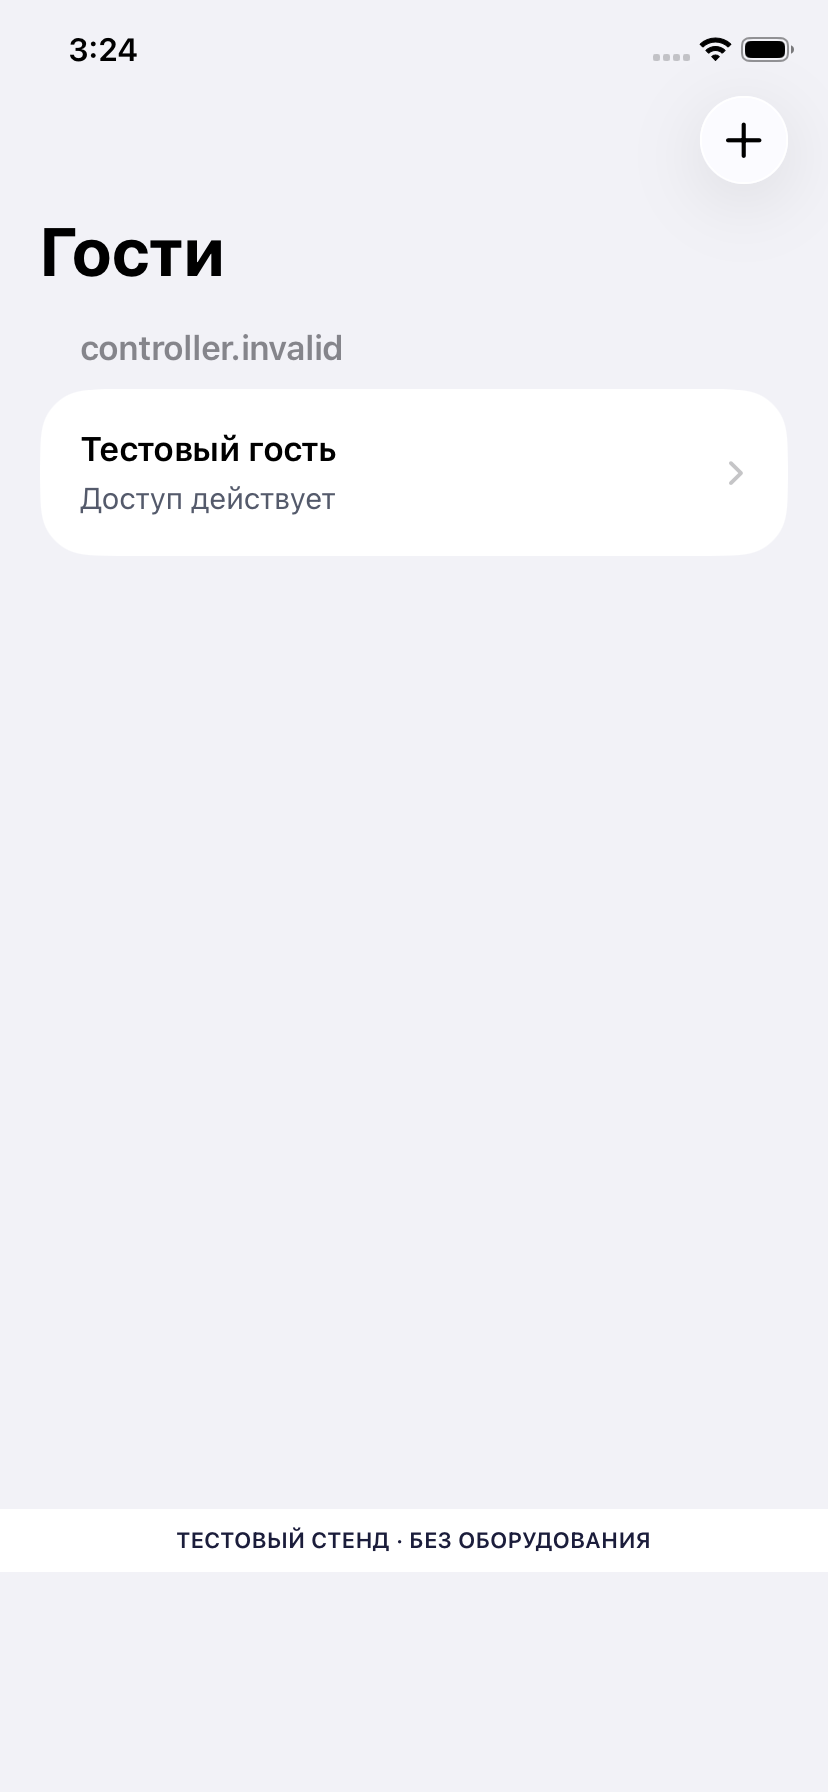 3:24
Гости
controller.invalid
Тестовый гость
Доступ действует
ТЕСТОВЫЙ СТЕНД · БЕЗ ОБОРУДОВАНИЯ